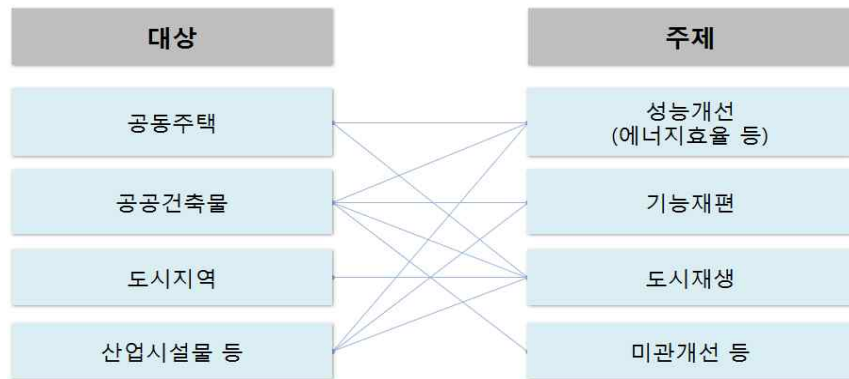 대상
주제
공동주택
성능개선
(에너지효율 등)
공공건축물
기능재편
도시지역
도시재생
산업시설물 등
미관개선 등